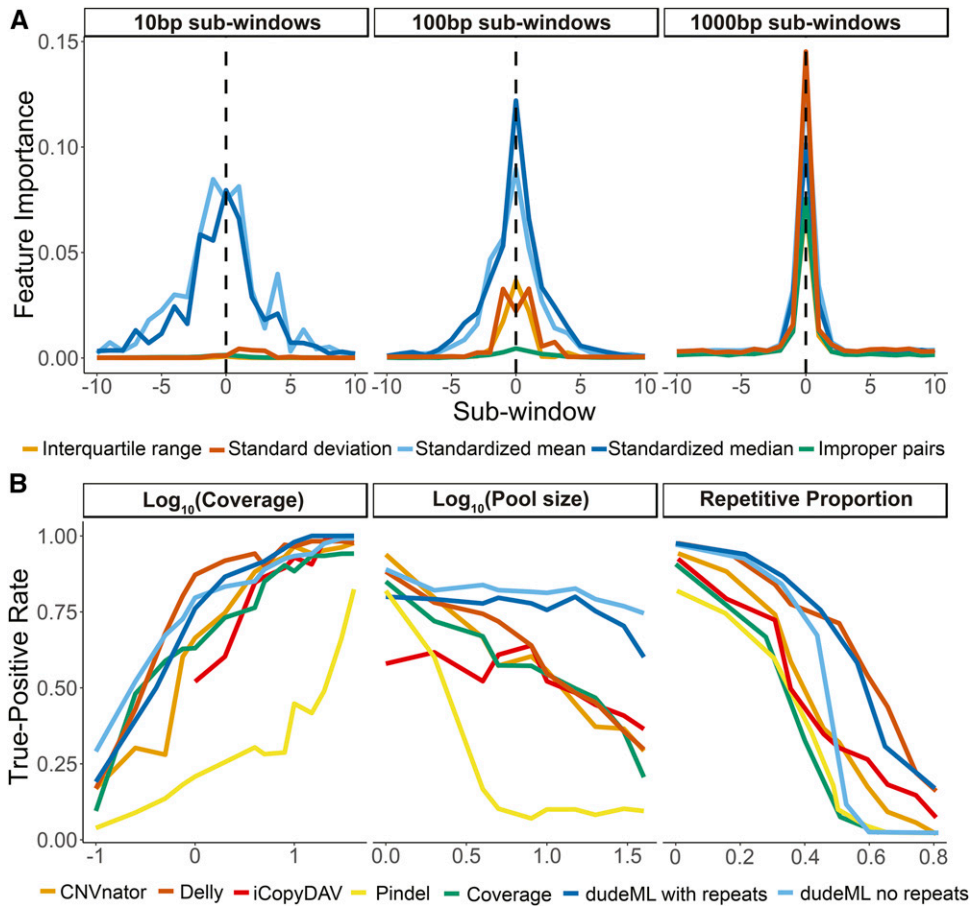 A
10bp sub-windows
100bp sub-windows
1000bp sub-windows
Feature Importance
0.15
0.10
0.05
0.00
-10 -5 0 5 10
-10 -5 0 5 10
-10 -5 0 5 10
Sub-window
Interquartile range Standard deviation Standardized mean Standardized median Improper pairs
B
Log10(Coverage)
Log10(Pool size)
Repetitive Proportion
True-Positive Rate
1.00
0.75
0.50
0.25
0.00
-1 0 1
0 0.5 1.0 1.5
0 0.2 0.4 0.6 0.8
CNVnator Delly iCopyDAV Pindel Coverage dudeML with repeats dudeML no repeats